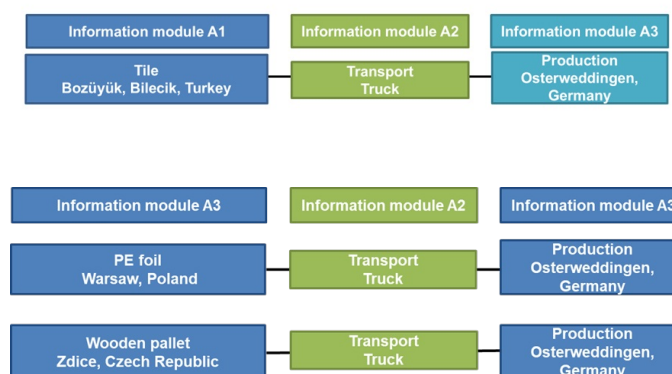 Information module A1
Information module A2
Information module A3
Tile
Bozüyük, Bilecik, Turkey
Transport
Truck
Production
Osterweddingen,
Germany
Information module A3
Information module A2
Information module A3
PE foil
Warsaw, Poland
Transport
Truck
Production
Osterweddingen,
Germany
Wooden pallet
Zdice, Czech Republic
Transport
Truck
Production
Osterweddingen,
Germany